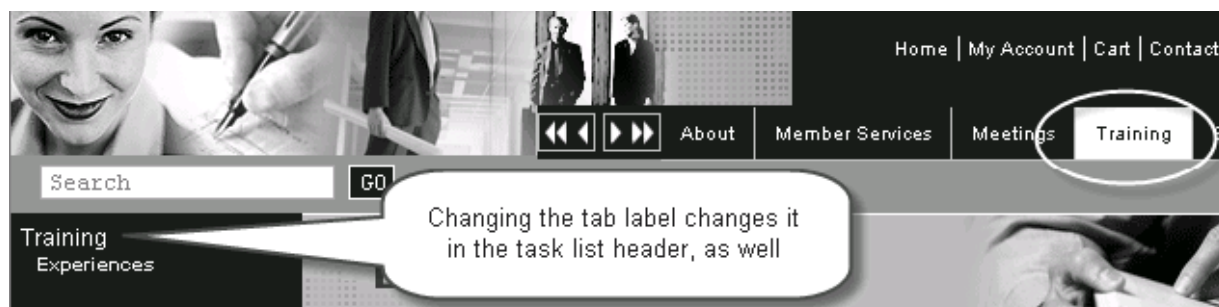 Home | My Account | Cart | Contact
About | Member Services | Meetings | Training
Search GO
Changing the tab label changes it
in the task list header, as well
Training
Experiences